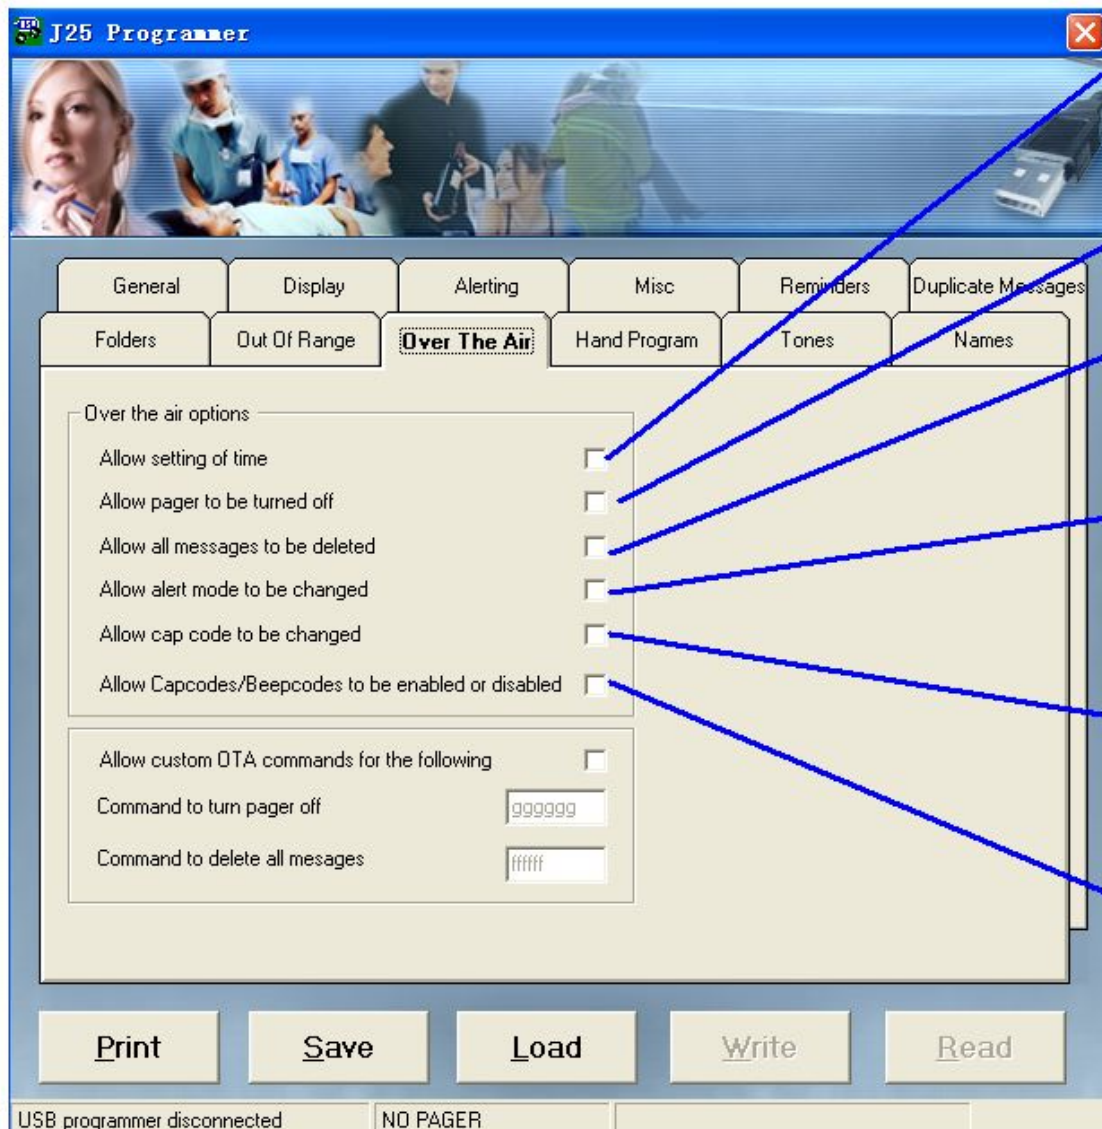 J25 Programmer
General Display Alerting Misc Reminders Duplicate Messages
Folders Out Of Range Over The Air Hand Program Tones Names
Over the air options
Allow setting of time
Allow pager to be turned off
Allow all messages to be deleted
Allow alert mode to be changed
Allow cap code to be changed
Allow Capcodes/Beepcodes to be enabled or disabled
Allow custom OTA commands for the following
Command to turn pager off gggggg
Command to delete all mesages ffffff
Print Save Load Write Read
USB programmer disconnected NO PAGER